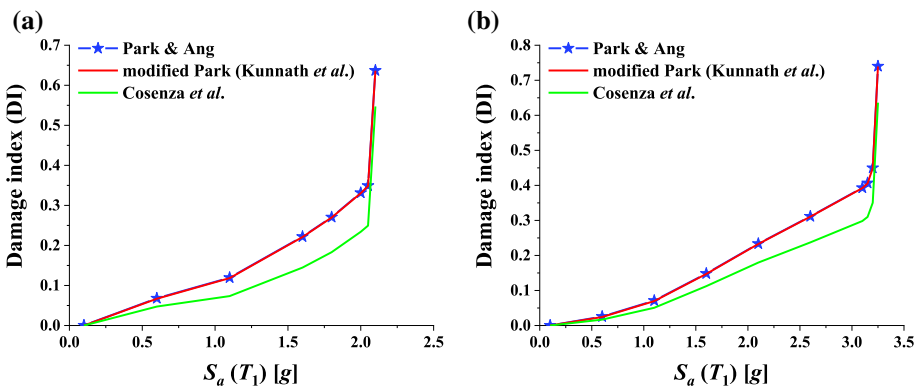 (a)
Park & Ang
modified Park (Kunnath et al.)
Cosenza et al.
Damage index (DI)
0.7
0.6
0.5
0.4
0.3
0.2
0.1
0.0
0.0 0.5 1.0 1.5 2.0 2.5
Sa (T1) [g]
(b)
Park & Ang
modified Park (Kunnath et al.)
Cosenza et al.
Damage index (DI)
0.8
0.7
0.6
0.5
0.4
0.3
0.2
0.1
0.0
0.0 0.5 1.0 1.5 2.0 2.5 3.0 3.5
Sa (T1) [g]